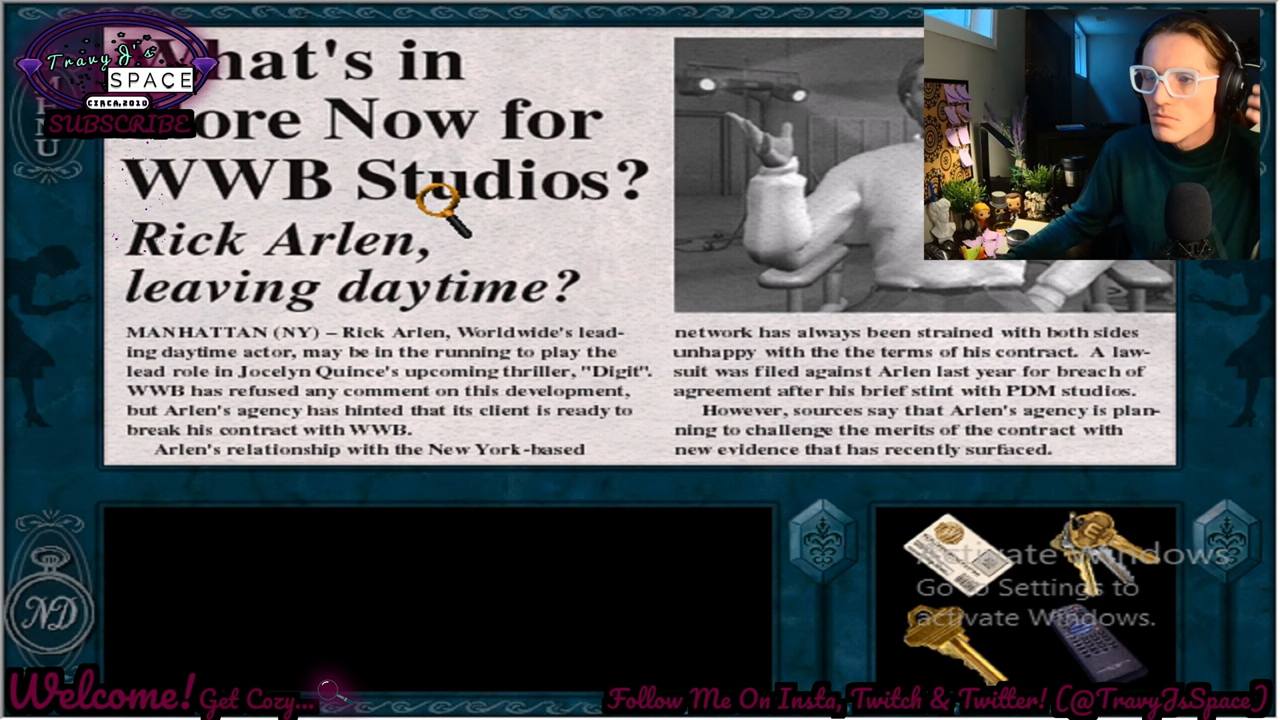 Travy J's
SPACE
CIRCA.2010
SUBSCRIBE
hat's in
ore Now for
WWB Studios?
Rick Arlen,
leaving daytime?
MANHATTAN (NY) – Rick Arlen, Worldwide's lead-
ing daytime actor, may be in the running to play the
lead role in Jocelyn Quince's upcoming thriller, "Digit".
WWB has refused any comment on this development,
but Arlen's agency has hinted that its client is ready to
break his contract with WWB.
Arlen's relationship with the New York-based
network has always been strained with both sides
unhappy with the the terms of his contract. A law-
suit was filed against Arlen last year for breach of
agreement after his brief stint with PDM studios.
However, sources say that Arlen's agency is plan-
ning to challenge the merits of the contract with
new evidence that has recently surfaced.
ND
Activate Windows
Go to Settings to
activate Windows.
Welcome! Get Cozy...
Follow Me On Insta, Twitch & Twitter! (@TravyJsSpace)